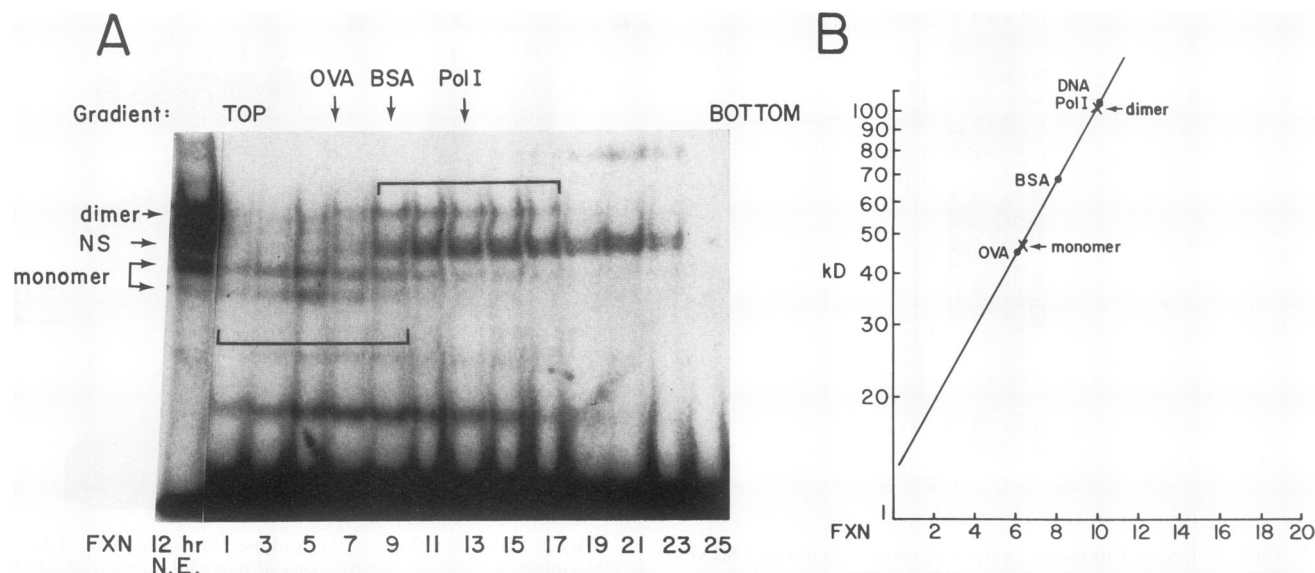 A
B
OVA BSA Pol I
Gradient: TOP BOTTOM
dimer
NS
monomer
FXN 12 hr 1 3 5 7 9 11 13 15 17 19 21 23 25
N.E.
100
90
80
70
60
50
40
30
20
1
kD
DNA
Pol I
dimer
BSA
OVA
monomer
FXN 2 4 6 8 10 12 14 16 18 20